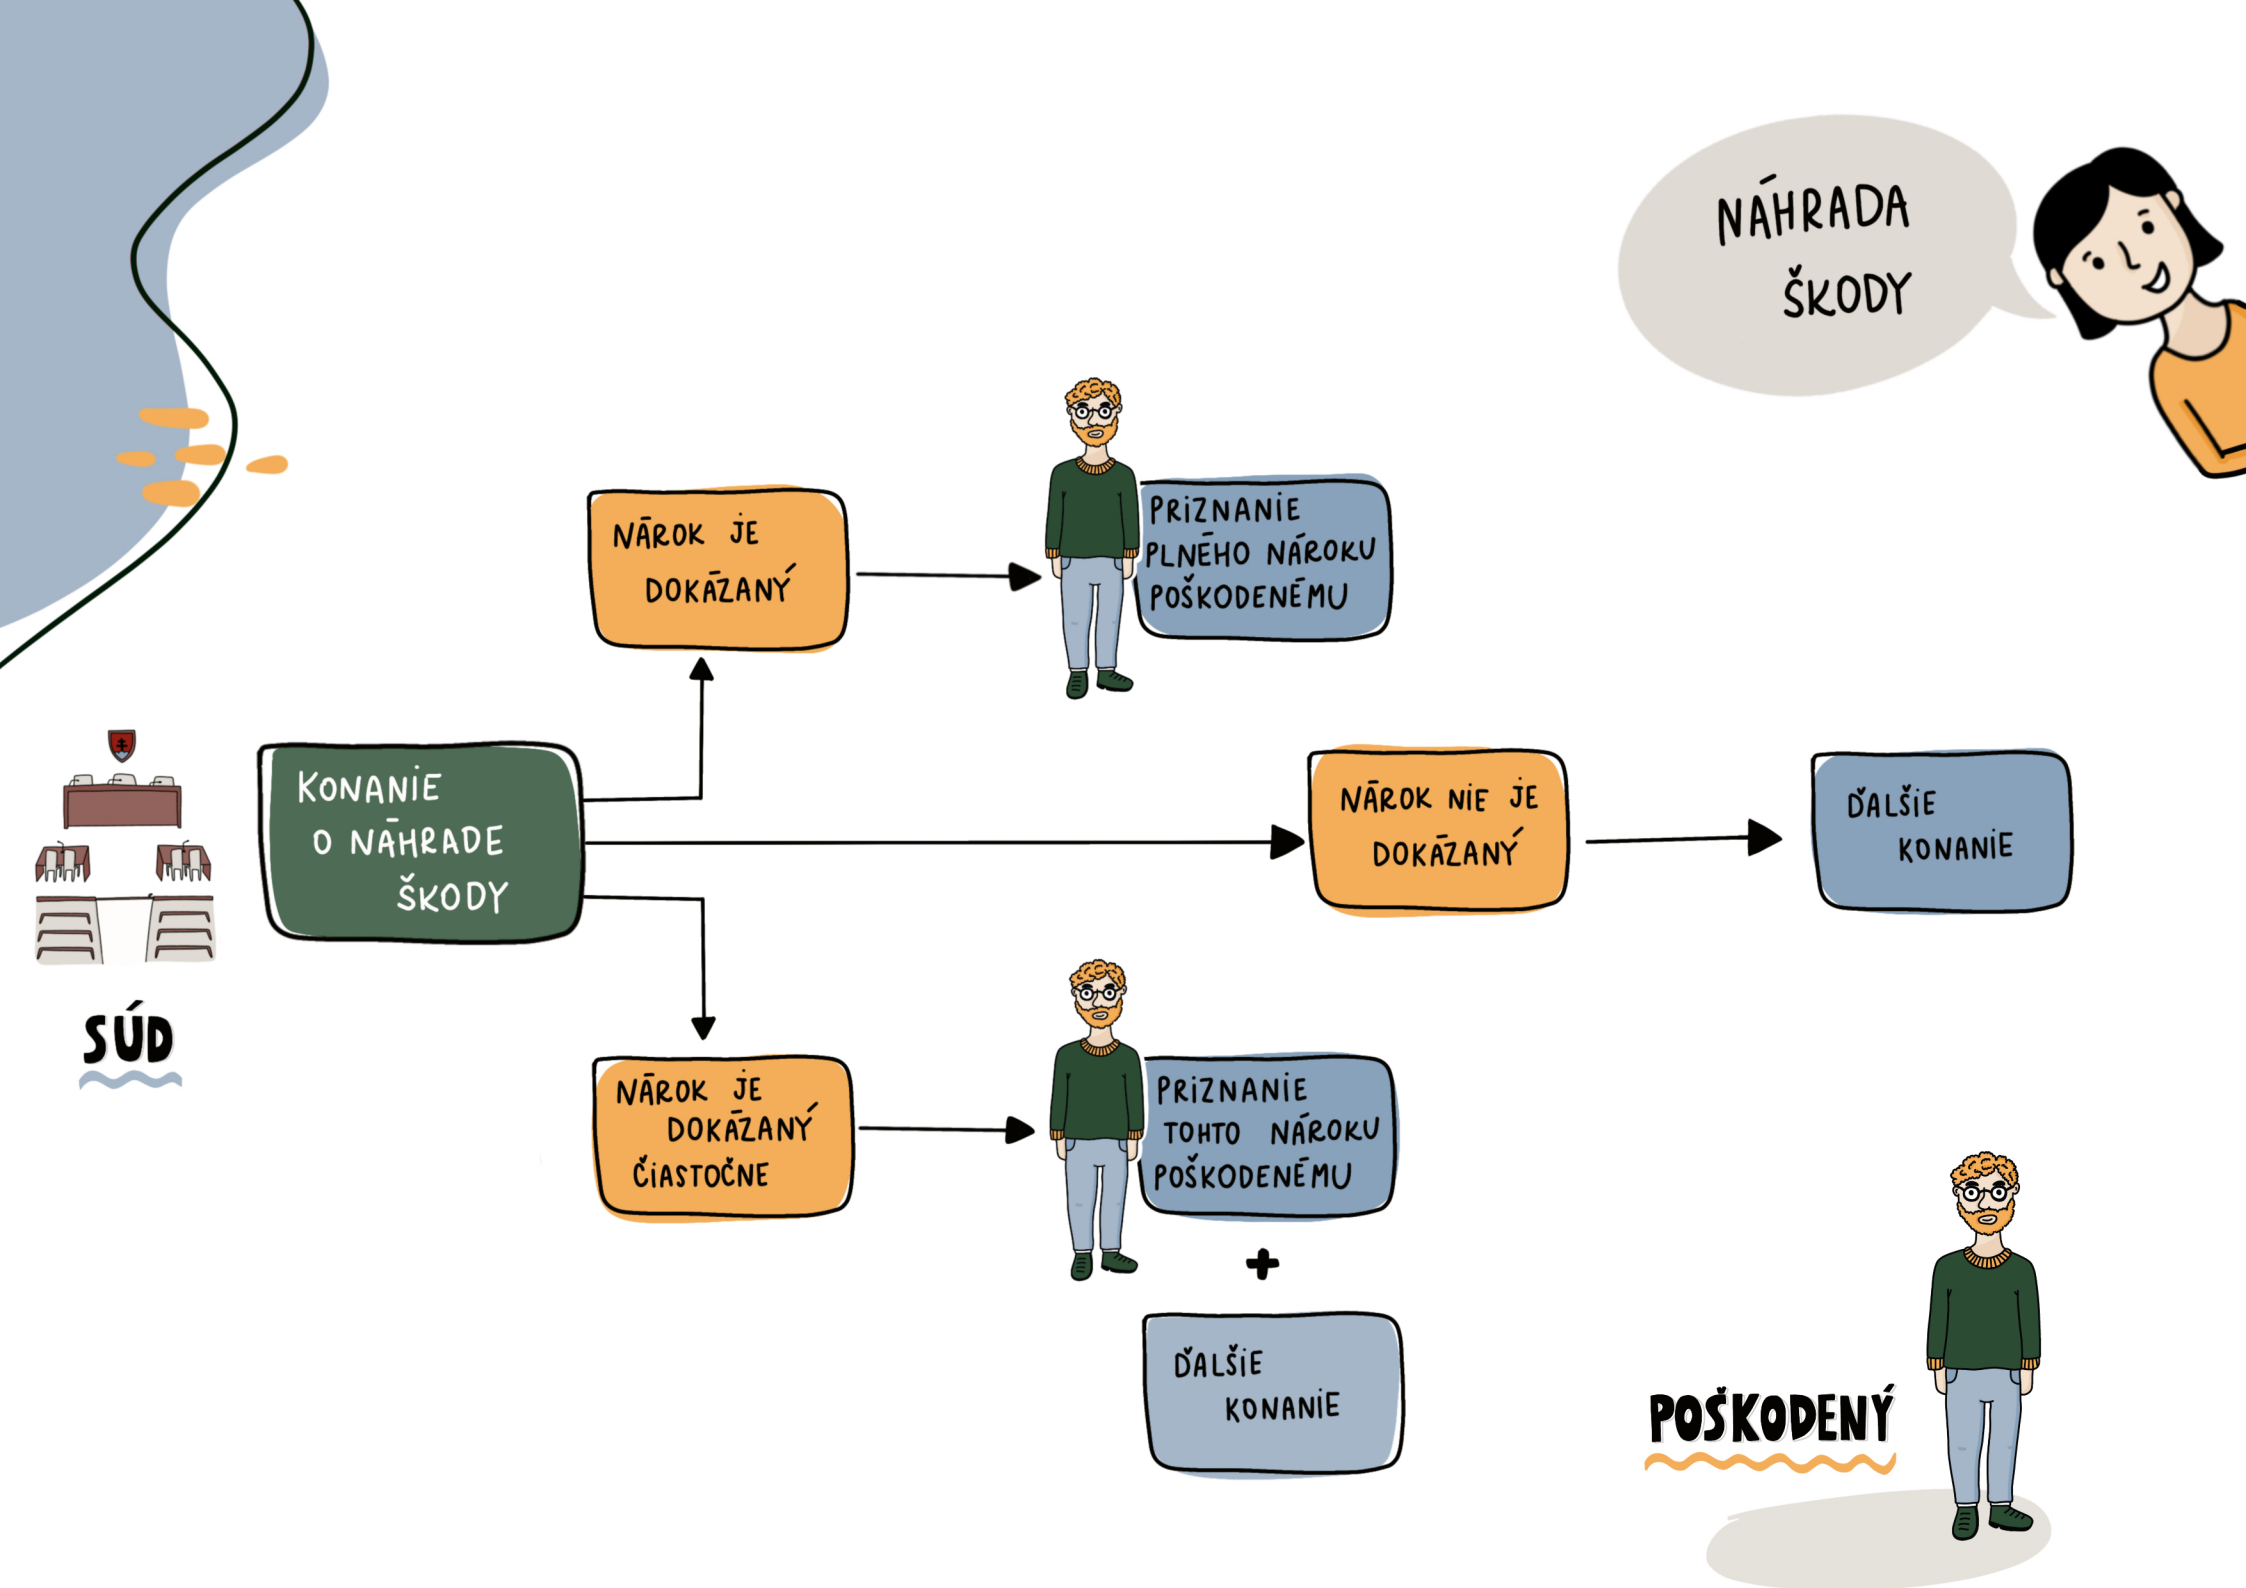 NÁHRADA
ŠKODY
NÁROK JE
DOKÁZANÝ
PRIZNANIE
PLNÉHO NÁROKU
POŠKODENÉMU
KONANIE
O NÁHRADE
ŠKODY
NÁROK NIE JE
DOKÁZANÝ
ĎALŠIE
KONANIE
SÚD
NÁROK JE
DOKÁZANÝ
ČIASTOČNE
PRIZNANIE
TOHTO NÁROKU
POŠKODENÉMU
+
ĎALŠIE
KONANIE
POŠKODENÝ